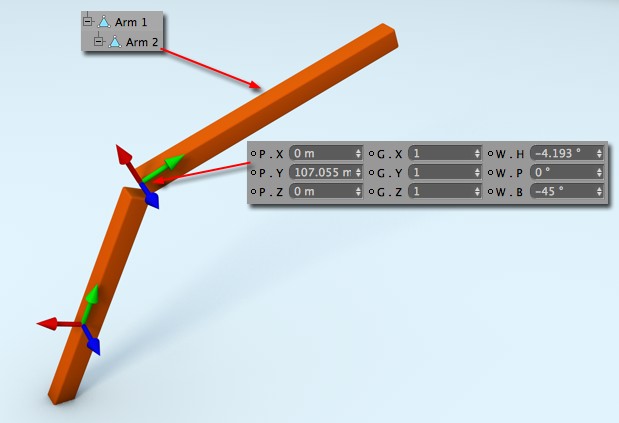 Arm 1
Arm 2
P . X 0 m G . X 1 W . H -4.193 °
P . Y 107.055 m G . Y 1 W . P 0 °
P . Z 0 m G . Z 1 W . B -45 °